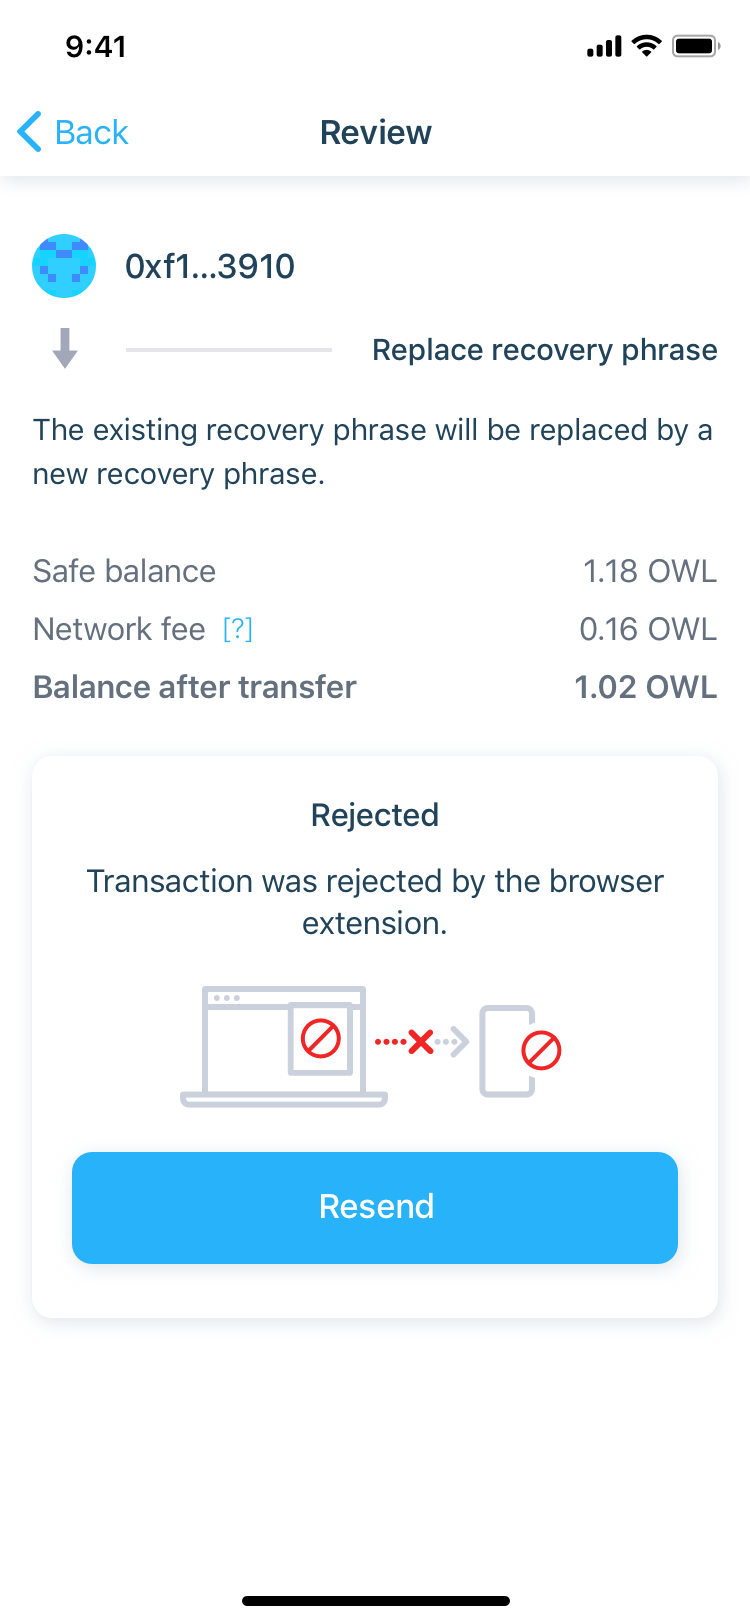 9:41
Back
Review
0xf1...3910
Replace recovery phrase
The existing recovery phrase will be replaced by a
new recovery phrase.
Safe balance 1.18 OWL
Network fee [?] 0.16 OWL
Balance after transfer 1.02 OWL
Rejected
Transaction was rejected by the browser
extension.
Resend